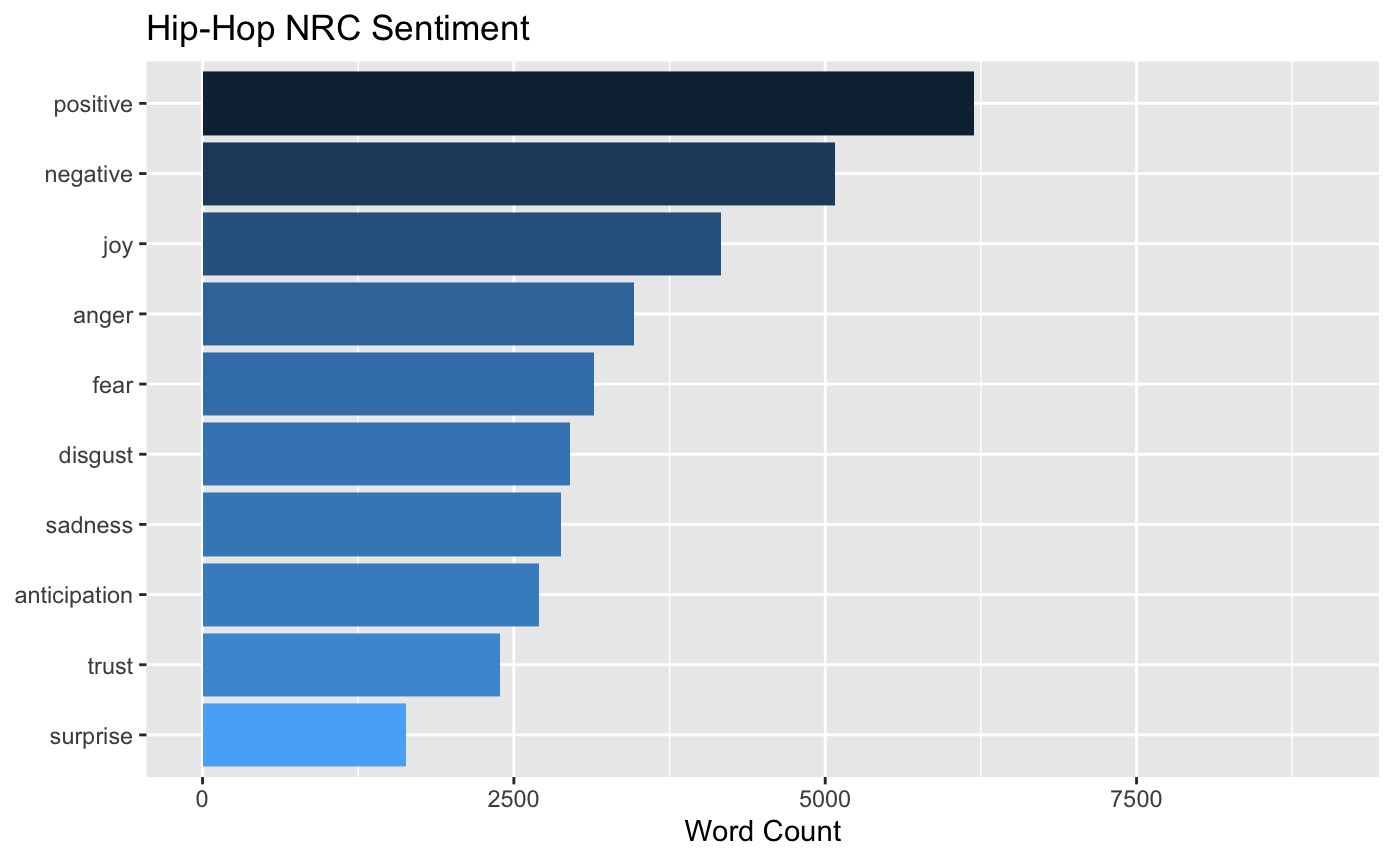 Hip-Hop NRC Sentiment
positive
negative
joy
anger
fear
disgust
sadness
anticipation
trust
surprise
0 2500 5000 7500
Word Count